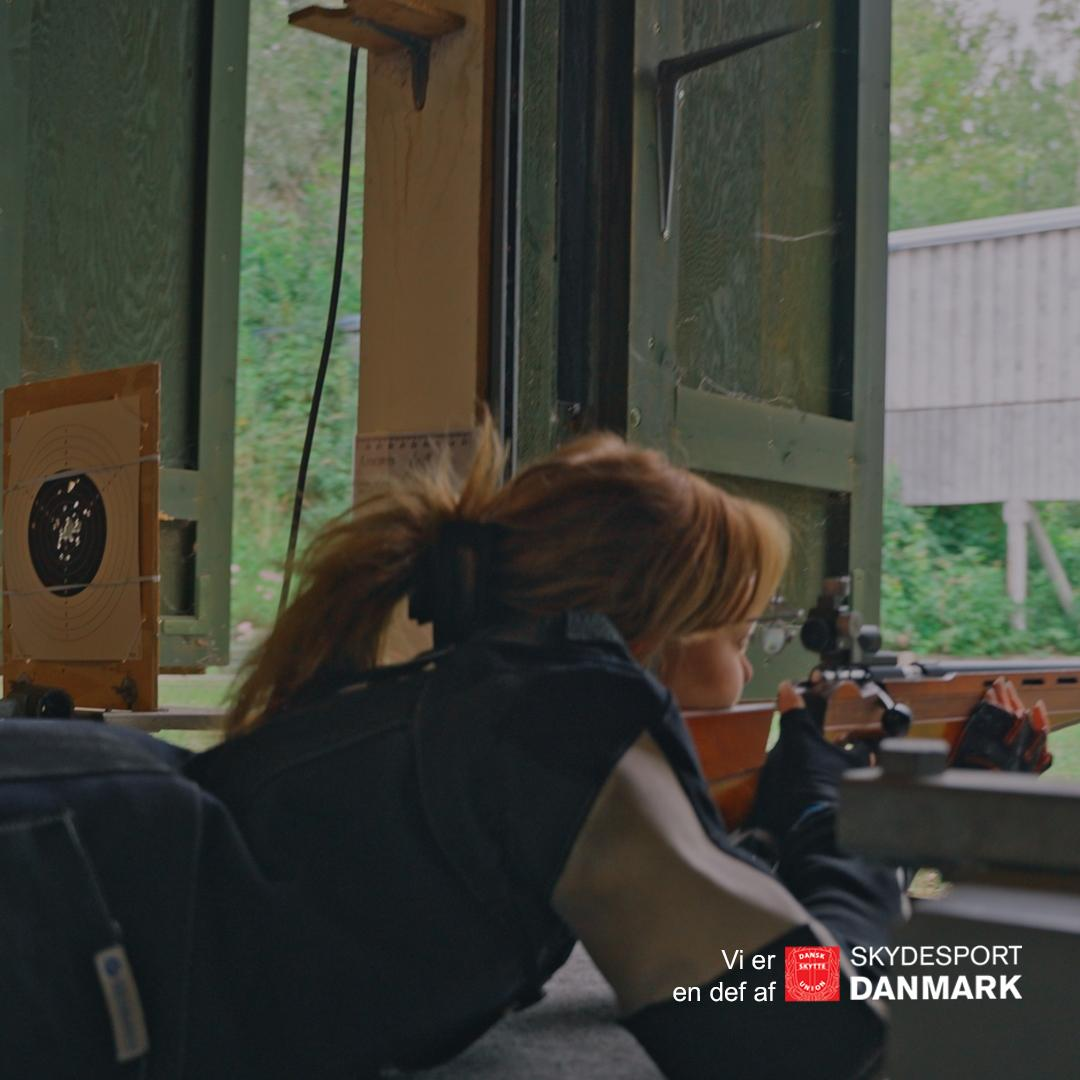 Vi er
en def af
DANSK
SKYTTE
UNION
SKYDESPORT
DANMARK